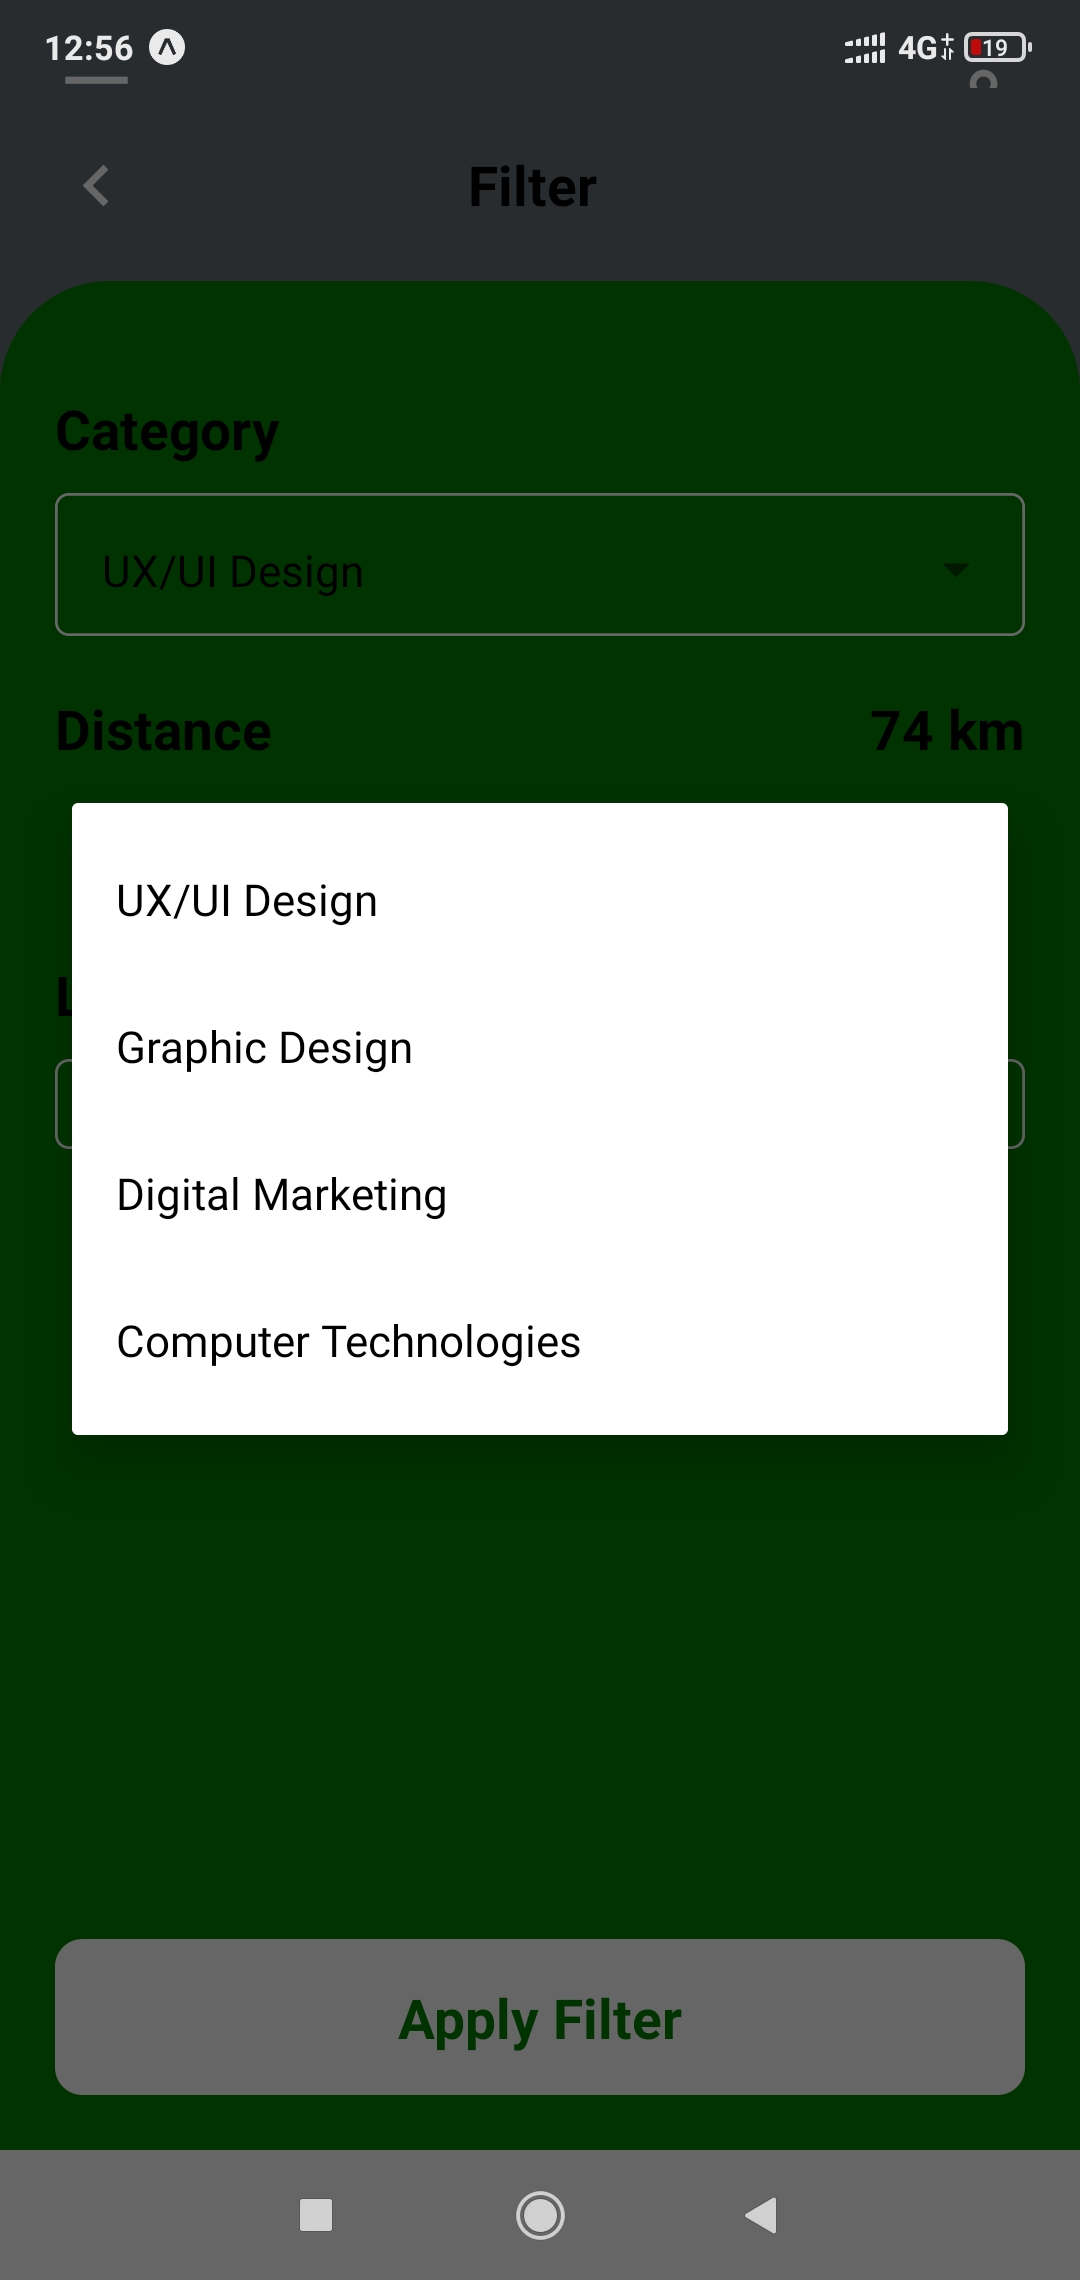 12:56 4G 19
Filter
Category
UX/UI Design
Distance 74 km
UX/UI Design
Graphic Design
Digital Marketing
Computer Technologies
Apply Filter